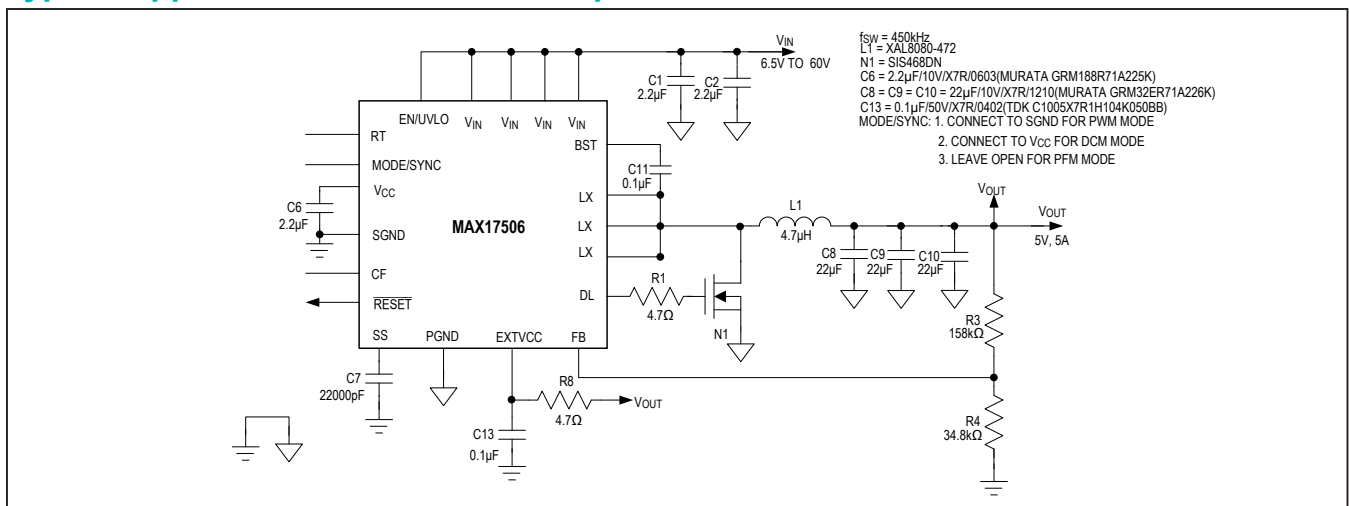 VIN
6.5V TO 60V
fSW = 450kHz
L1 = XAL8080-472
N1 = SIS468DN
C6 = 2.2µF/10V/X7R/0603(MURATA GRM188R71A225K)
C8 = C9 = C10 = 22µF/10V/X7R/1210(MURATA GRM32ER71A226K)
C13 = 0.1µF/50V/X7R/0402(TDK C1005X7R1H104K050BB)
MODE/SYNC: 1. CONNECT TO SGND FOR PWM MODE
2. CONNECT TO VCC FOR DCM MODE
3. LEAVE OPEN FOR PFM MODE
C1
2.2µF
C2
2.2µF
EN/UVLO VIN VIN VIN VIN
RT
BST
MODE/SYNC
C11
0.1µF
VCC
LX
C6
2.2µF
SGND
MAX17506
LX
LX
L1
4.7µH
VOUT
VOUT
5V, 5A
C8
22µF
C9
22µF
C10
22µF
CF
RESET
DL
R1
4.7Ω
N1
R3
158kΩ
SS PGND EXTVCC FB
C7
22000pF
R8
4.7Ω
VOUT
C13
0.1µF
R4
34.8kΩ